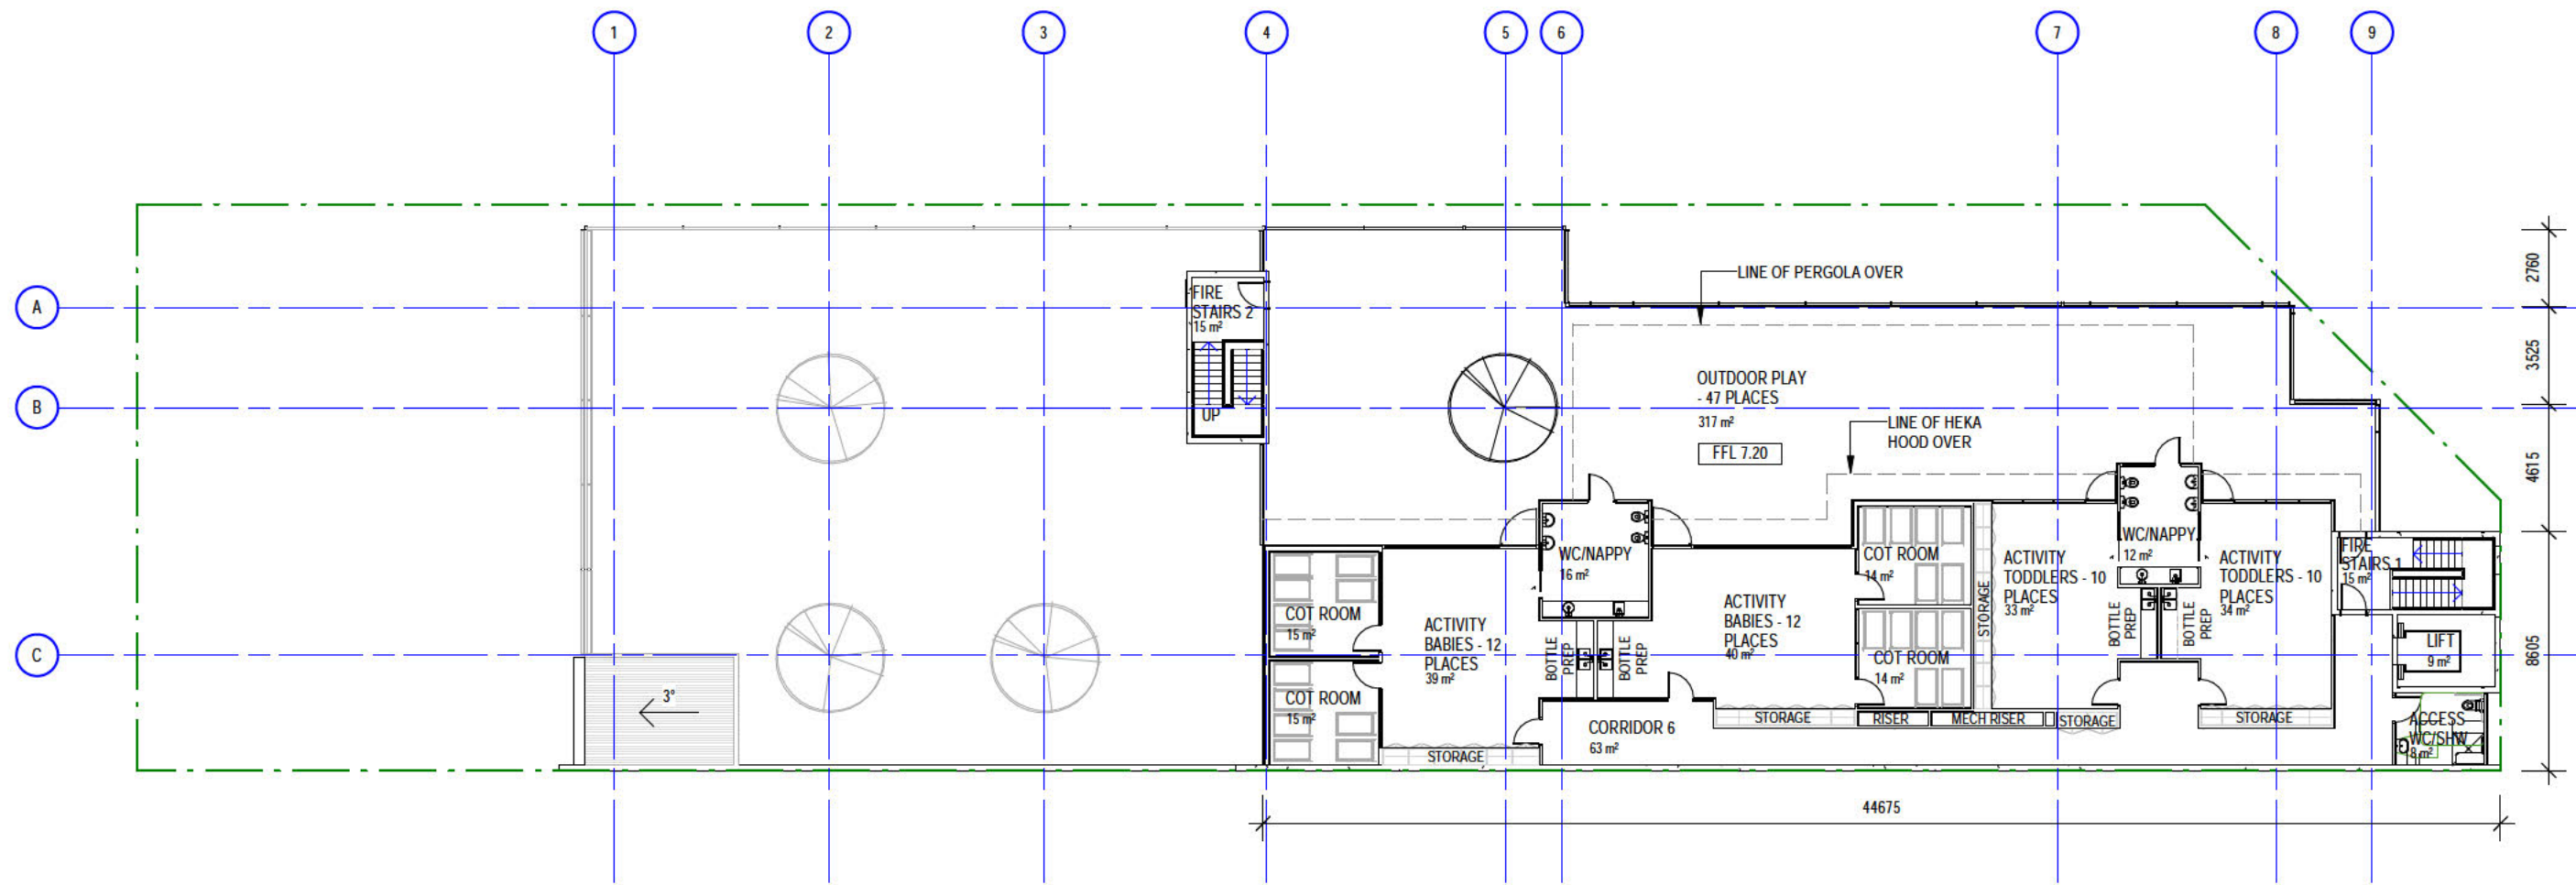 1
2
3
4
5
6
7
8
9
A
B
C
2760
3525
4615
8605
44675
LINE OF PERGOLA OVER
FIRE
STAIRS 2
15 m²
UP
OUTDOOR PLAY
- 47 PLACES
317 m²
FFL 7.20
LINE OF HEKA
HOOD OVER
3°
COT ROOM
15 m²
COT ROOM
15 m²
ACTIVITY
BABIES - 12
PLACES
39 m²
STORAGE
WC/NAPPY
16 m²
BOTTLE
PREP
BOTTLE
PREP
CORRIDOR 6
63 m²
ACTIVITY
BABIES - 12
PLACES
40 m²
STORAGE
COT ROOM
14 m²
COT ROOM
14 m²
RISER
MECH RISER
STORAGE
STORAGE
ACTIVITY
TODDLERS - 10
PLACES
33 m²
WC/NAPPY
12 m²
BOTTLE
PREP
BOTTLE
PREP
ACTIVITY
TODDLERS - 10
PLACES
34 m²
STORAGE
FIRE
STAIRS 1
15 m²
LIFT
9 m²
ACCESS
WC/SHW
8 m²